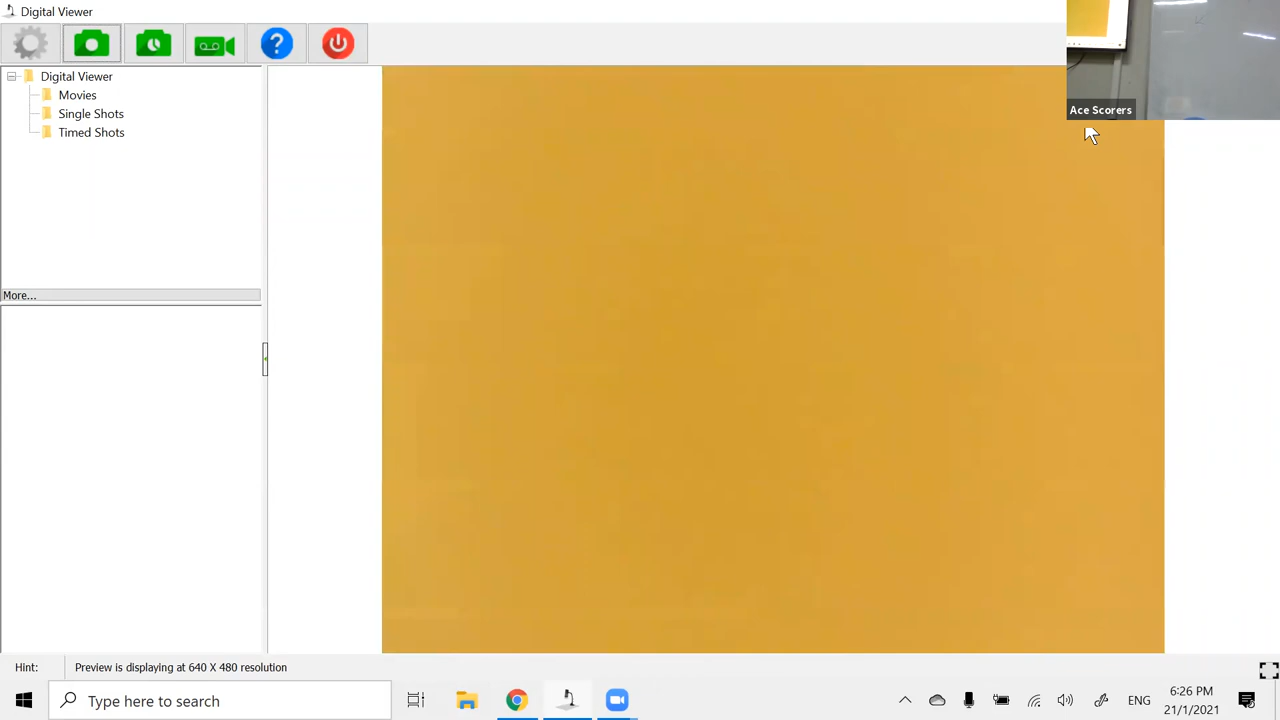 Digital Viewer
Ace Scorers
Digital Viewer
Movies
Single Shots
Timed Shots
More...
Hint:
Preview is displaying at 640 X 480 resolution
Type here to search
ENG
6:26 PM
21/1/2021